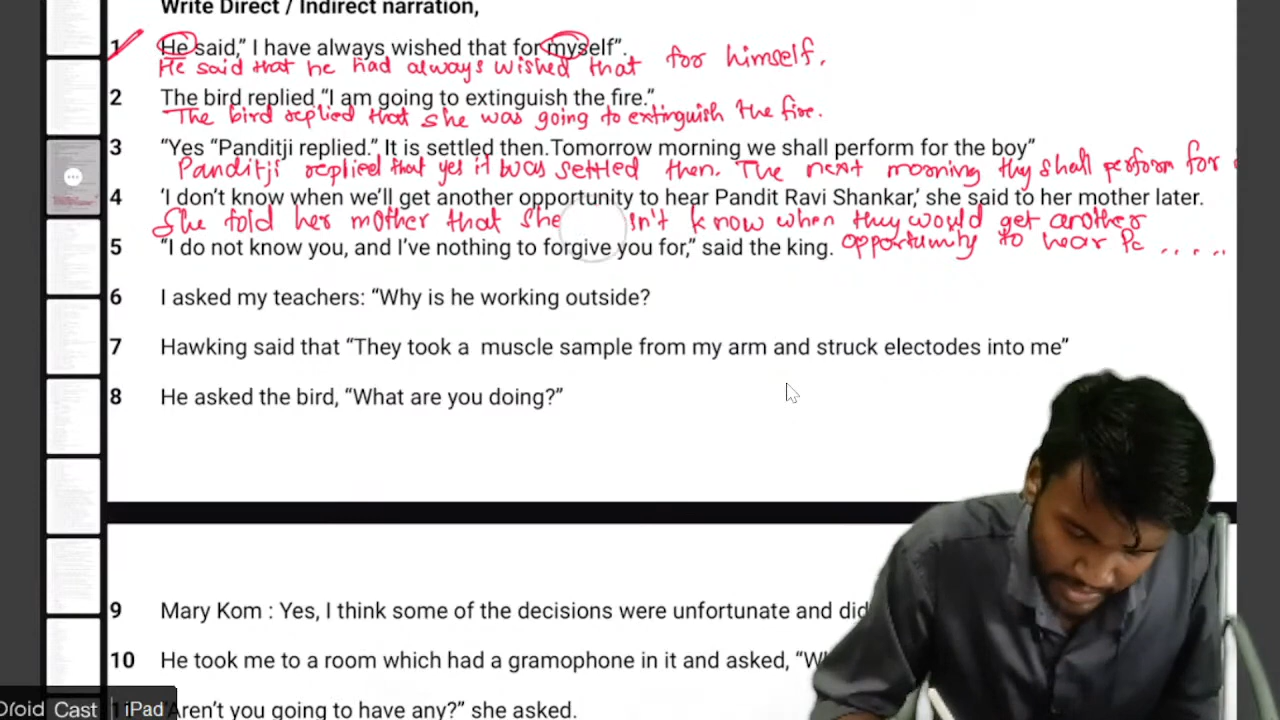 Write Direct / Indirect narration,
1 He said,” I have always wished that for myself”.
He said that he had always wished that for himself.
2 The bird replied “I am going to extinguish the fire.”
The bird replied that she was going to extinguish the fire.
3 “Yes “Panditji replied.” It is settled then.Tomorrow morning we shall perform for the boy”
Panditji replied that yes it was settled then. The next morning they shall perform for
4 ‘I don’t know when we’ll get another opportunity to hear Pandit Ravi Shankar,’ she said to her mother later.
She told her mother that she n't know when they would get another
opportunity to hear
5 “I do not know you, and I’ve nothing to forgive you for,” said the king.
6 I asked my teachers: “Why is he working outside?
7 Hawking said that “They took a muscle sample from my arm and struck electodes into me”
8 He asked the bird, “What are you doing?”
9 Mary Kom : Yes, I think some of the decisions were unfortunate and did
10 He took me to a room which had a gramophone in it and asked,
Aren’t you going to have any?” she asked.
Cast iPad